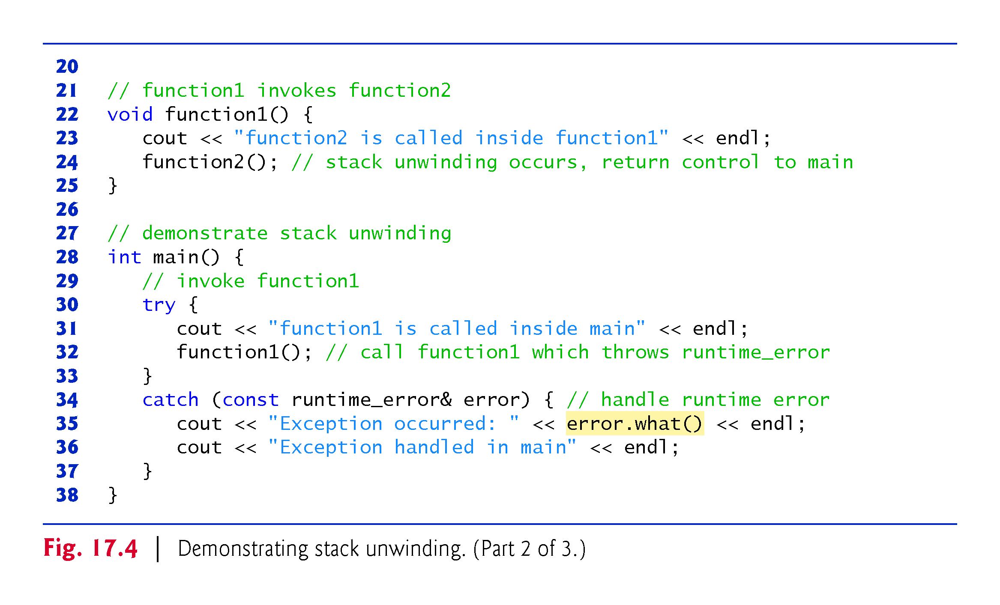 20
21 // function1 invokes function2
22 void function1() {
23    cout << "function2 is called inside function1" << endl;
24    function2(); // stack unwinding occurs, return control to main
25 }
26
27 // demonstrate stack unwinding
28 int main() {
29    // invoke function1
30    try {
31       cout << "function1 is called inside main" << endl;
32       function1(); // call function1 which throws runtime_error
33    }
34    catch (const runtime_error& error) { // handle runtime error
35       cout << "Exception occurred: " << error.what() << endl;
36       cout << "Exception handled in main" << endl;
37    }
38 }
Fig. 17.4 | Demonstrating stack unwinding. (Part 2 of 3.)